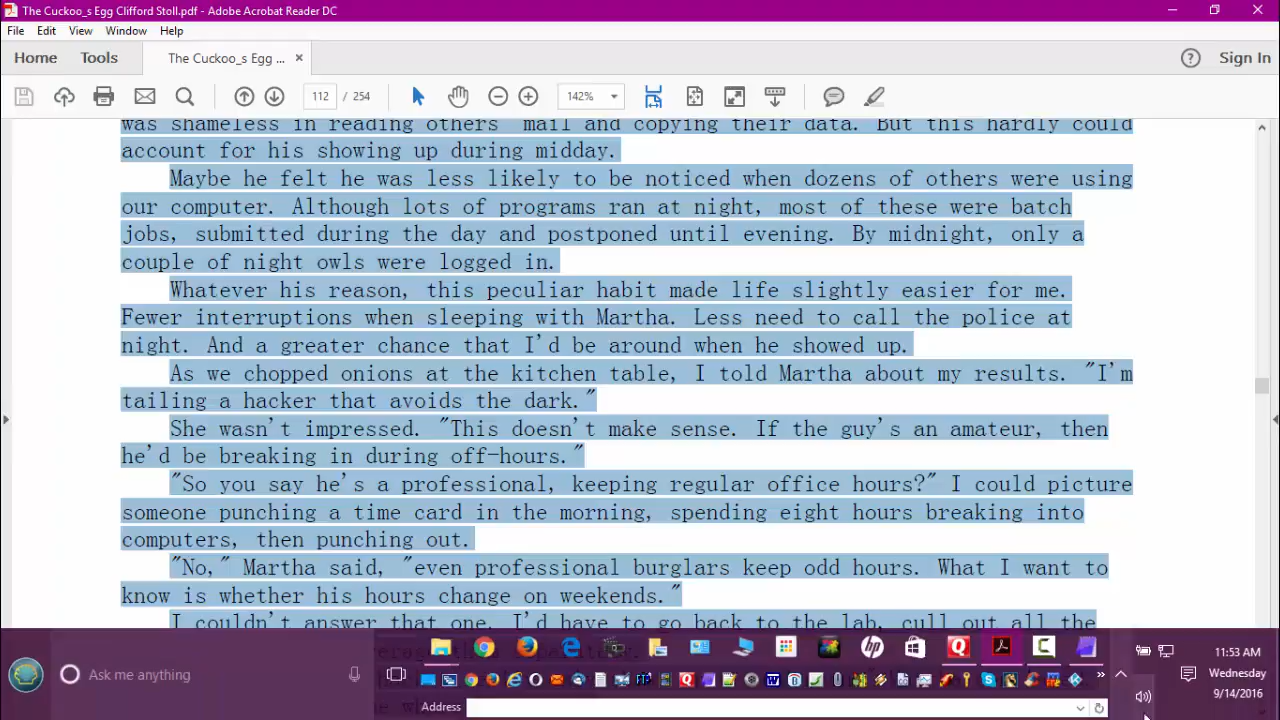 The Cuckoo_s Egg Clifford Stoll.pdf - Adobe Acrobat Reader DC
File Edit View Window Help
Home Tools The Cuckoo_s Egg ... × Sign In
112 / 254 142%
was shameless in reading others' mail and copying their data. But this hardly could
account for his showing up during midday.
Maybe he felt he was less likely to be noticed when dozens of others were using
our computer. Although lots of programs ran at night, most of these were batch
jobs, submitted during the day and postponed until evening. By midnight, only a
couple of night owls were logged in.
Whatever his reason, this peculiar habit made life slightly easier for me.
Fewer interruptions when sleeping with Martha. Less need to call the police at
night. And a greater chance that I'd be around when he showed up.
As we chopped onions at the kitchen table, I told Martha about my results. "I'm
tailing a hacker that avoids the dark."
She wasn't impressed. "This doesn't make sense. If the guy's an amateur, then
he'd be breaking in during off-hours."
"So you say he's a professional, keeping regular office hours?" I could picture
someone punching a time card in the morning, spending eight hours breaking into
computers, then punching out.
"No," Martha said, "even professional burglars keep odd hours. What I want to
know is whether his hours change on weekends."
I couldn't answer that one. I'd have to go back to the lab, cull out all the
Ask me anything
Address
11:53 AM
Wednesday
9/14/2016